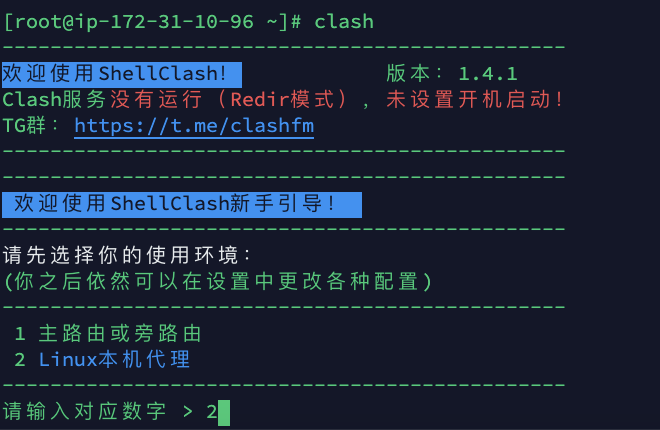 [root@ip-172-31-10-96 ~]# clash
-----------------------------------------------
欢迎使用ShellClash! 版本: 1.4.1
Clash服务没有运行（Redir模式）, 未设置开机启动!
TG群: https://t.me/clashfm
-----------------------------------------------
-----------------------------------------------
欢迎使用ShellClash新手引导!
-----------------------------------------------
请先选择你的使用环境:
(你之后依然可以在设置中更改各种配置)
-----------------------------------------------
1 主路由或旁路由
2 Linux本机代理
-----------------------------------------------
请输入对应数字 > 2